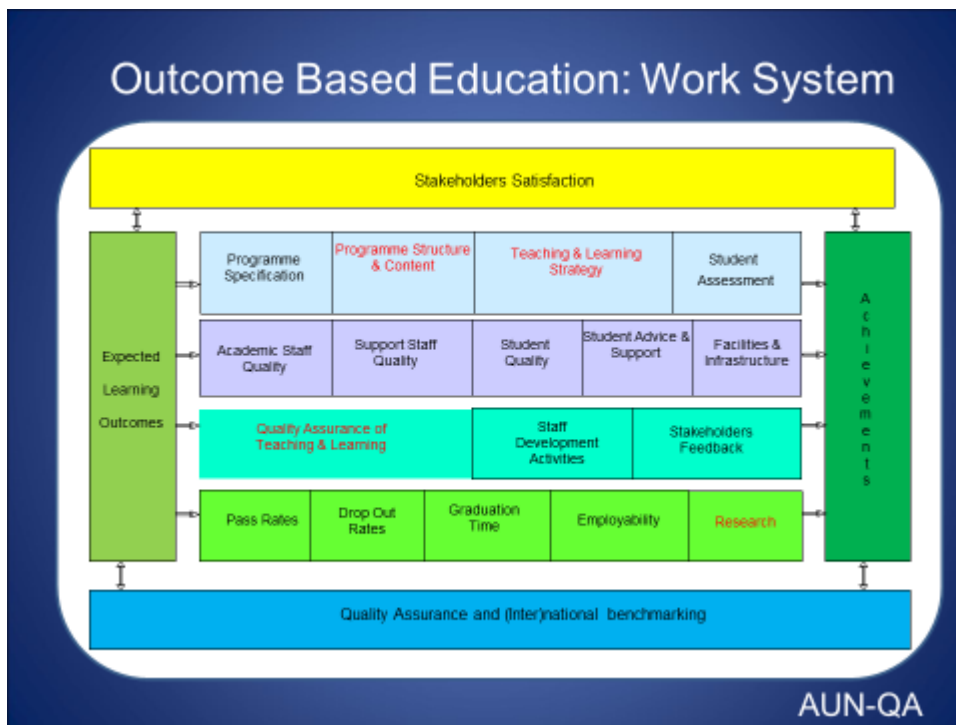 Outcome Based Education: Work System
Stakeholders Satisfaction
Expected
Learning
Outcomes
Programme
Specification
Programme Structure
& Content
Teaching & Learning
Strategy
Student
Assessment
Academic Staff
Quality
Support Staff
Quality
Student
Quality
Student Advice &
Support
Facilities &
Infrastructure
Quality Assurance of
Teaching & Learning
Staff
Development
Activities
Stakeholders
Feedback
Pass Rates
Drop Out
Rates
Graduation
Time
Employability
Research
Achievements
Quality Assurance and (Inter)national benchmarking
AUN-QA